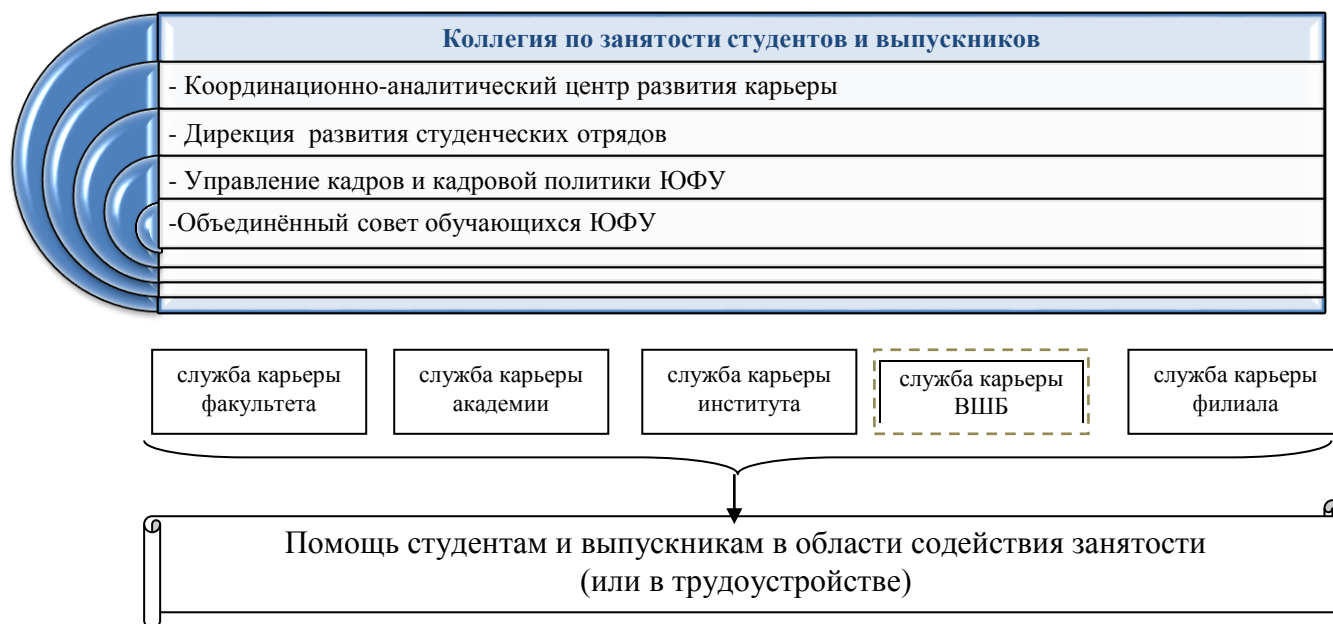 Коллегия по занятости студентов и выпускников
- Координационно-аналитический центр развития карьеры
- Дирекция развития студенческих отрядов
- Управление кадров и кадровой политики ЮФУ
-Объединённый совет обучающихся ЮФУ
служба карьеры
факультета
служба карьеры
академии
служба карьеры
института
служба карьеры
ВШБ
служба карьеры
филиала
Помощь студентам и выпускникам в области содействия занятости
(или в трудоустройстве)